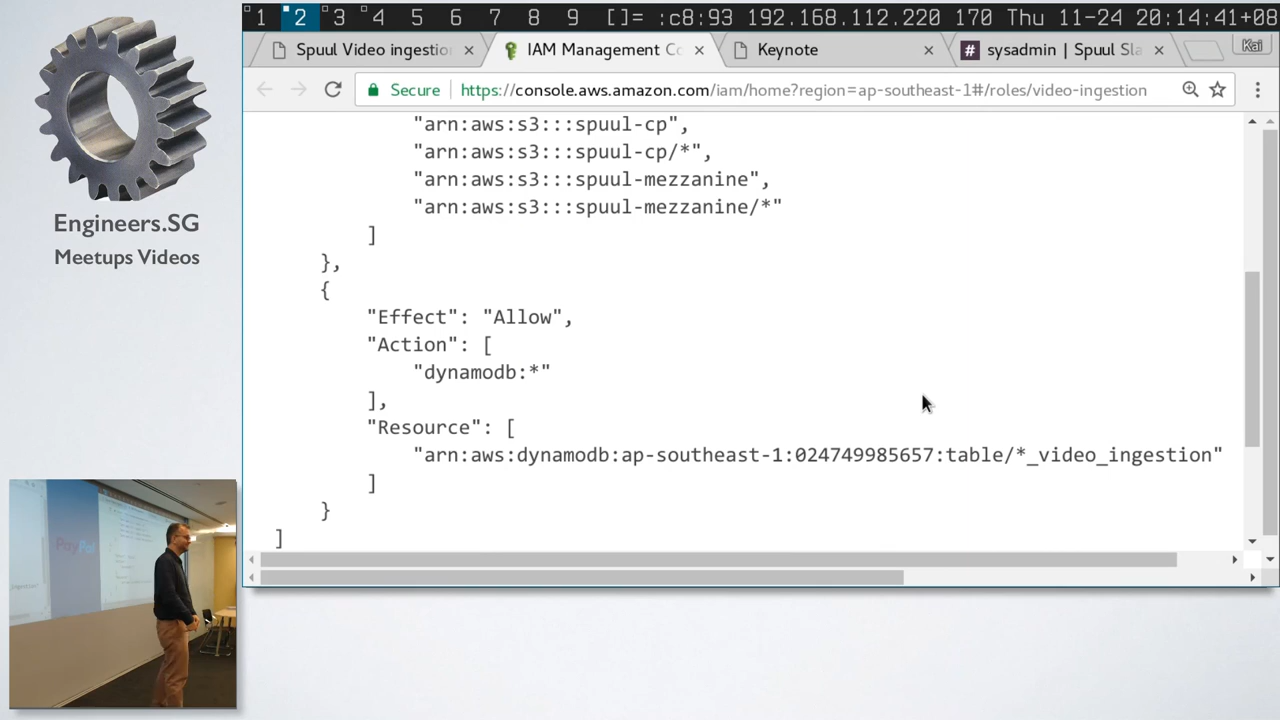 1 2 3 4 5 6 7 8 9 []= :c8:93 192.168.112.220 170 Thu 11-24 20:14:41+08
Spuul Video ingestio
IAM Management Co
Keynote
sysadmin | Spuul Sla
Kai
Secure https://console.aws.amazon.com/iam/home?region=ap-southeast-1#/roles/video-ingestion
"arn:aws:s3:::spuul-cp",
"arn:aws:s3:::spuul-cp/*",
"arn:aws:s3:::spuul-mezzanine",
"arn:aws:s3:::spuul-mezzanine/*"
]
},
{
"Effect": "Allow",
"Action": [
"dynamodb:*"
],
"Resource": [
"arn:aws:dynamodb:ap-southeast-1:024749985657:table/*_video_ingestion"
]
}
]
Engineers.SG
Meetups Videos
PayPal